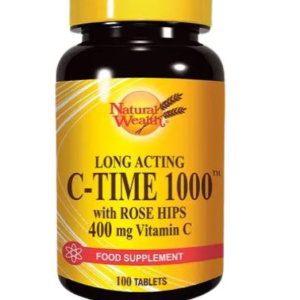 Natural
Wealth®
LONG ACTING
C-TIME 1000™
with ROSE HIPS
400 mg Vitamin C
FOOD SUPPLEMENT
100 TABLETS